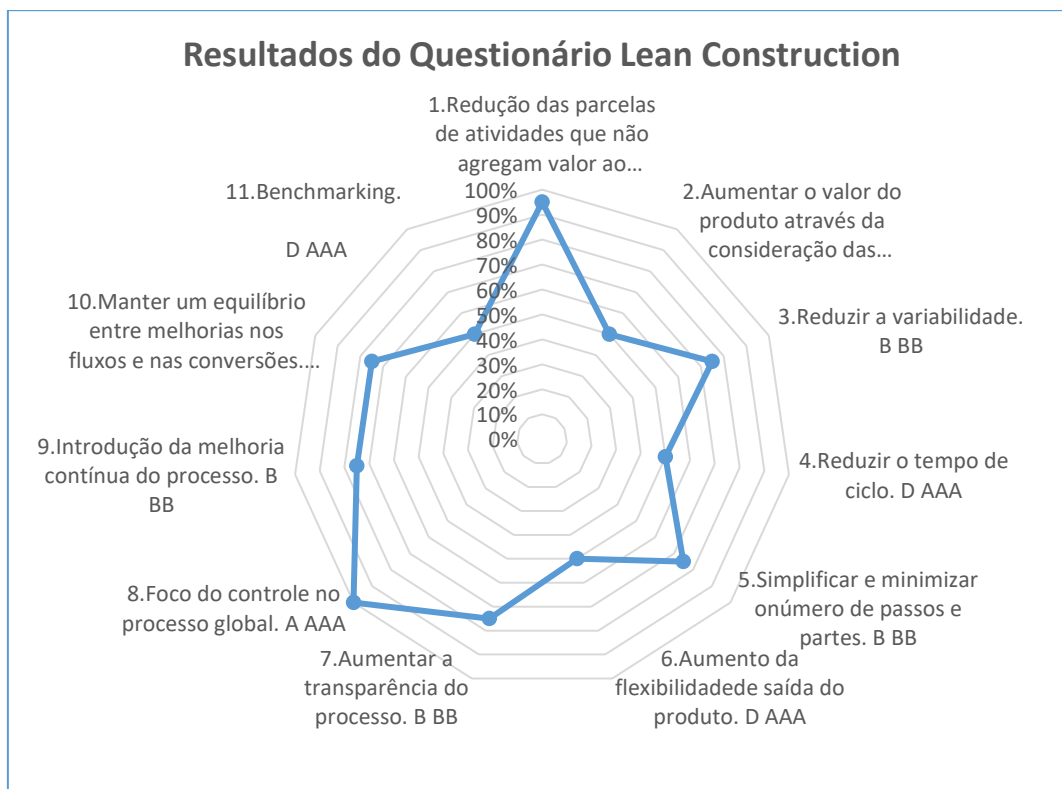 Resultados do Questionário Lean Construction
1.Redução das parcelas
de atividades que não
agregam valor ao...
2.Aumentar o valor do
produto através da
consideração das...
3.Reduzir a variabilidade.
B BB
4.Reduzir o tempo de
ciclo. D AAA
5.Simplificar e minimizar
onúmero de passos e
partes. B BB
6.Aumento da
flexibilidadede saída do
produto. D AAA
7.Aumentar a
transparência do
processo. B BB
8.Foco do controle no
processo global. A AAA
9.Introdução da melhoria
contínua do processo. B
BB
10.Manter um equilíbrio
entre melhorias nos
fluxos e nas conversões....
11.Benchmarking.
D AAA
100%
90%
80%
70%
60%
50%
40%
30%
20%
10%
0%